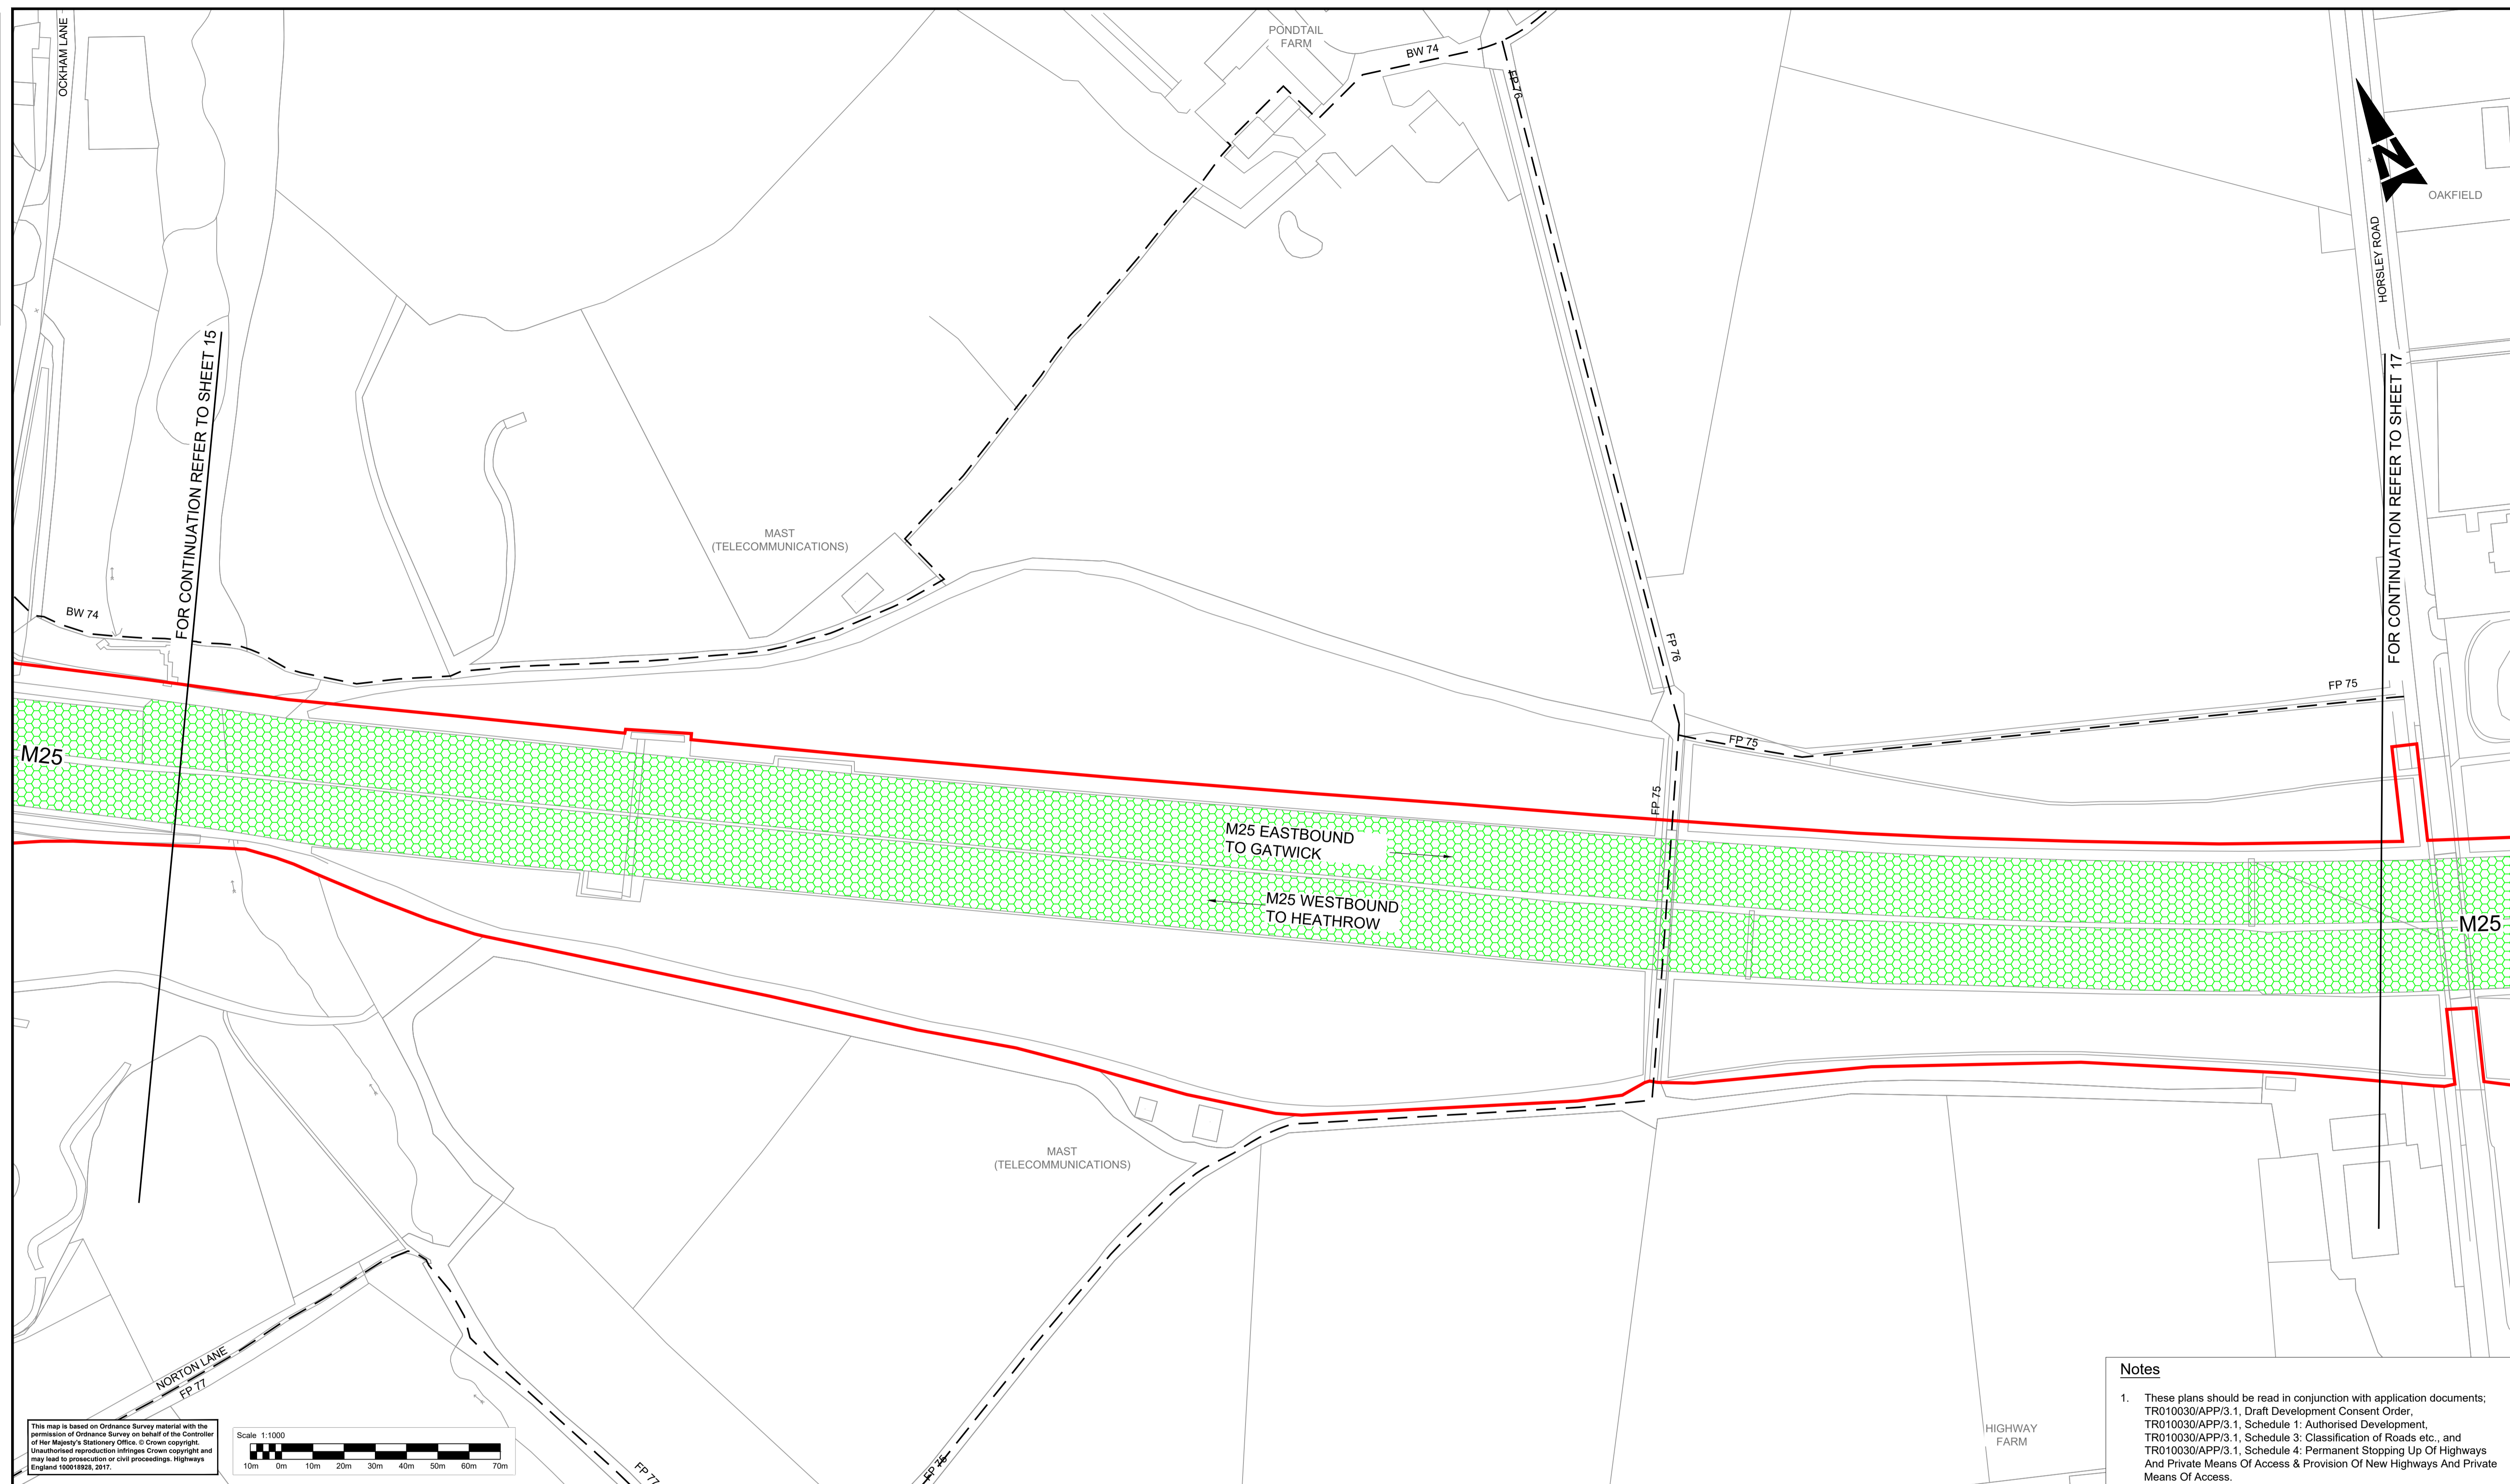 OCKHAM LANE
PONDTAIL
FARM
BW 74
FP 76
N
OAKFIELD
HORSLEY ROAD
FOR CONTINUATION REFER TO SHEET 15
FOR CONTINUATION REFER TO SHEET 17
MAST
(TELECOMMUNICATIONS)
BW 74
FP 76
FP 75
FP 75
M25
FP 75
M25 EASTBOUND
TO GATWICK
M25 WESTBOUND
TO HEATHROW
M25
MAST
(TELECOMMUNICATIONS)
NORTON LANE
FP 77
FP 77
FP 76
HIGHWAY
FARM
This map is based on Ordnance Survey material with the
permission of Ordnance Survey on behalf of the Controller
of Her Majesty's Stationery Office. © Crown copyright.
Unauthorised reproduction infringes Crown copyright and
may lead to prosecution or civil proceedings. Highways
England 100018928, 2017.
Scale 1:1000
10m 0m 10m 20m 30m 40m 50m 60m 70m
Notes
1. These plans should be read in conjunction with application documents;
TR010030/APP/3.1, Draft Development Consent Order,
TR010030/APP/3.1, Schedule 1: Authorised Development,
TR010030/APP/3.1, Schedule 3: Classification of Roads etc., and
TR010030/APP/3.1, Schedule 4: Permanent Stopping Up Of Highways
And Private Means Of Access & Provision Of New Highways And Private
Means Of Access.